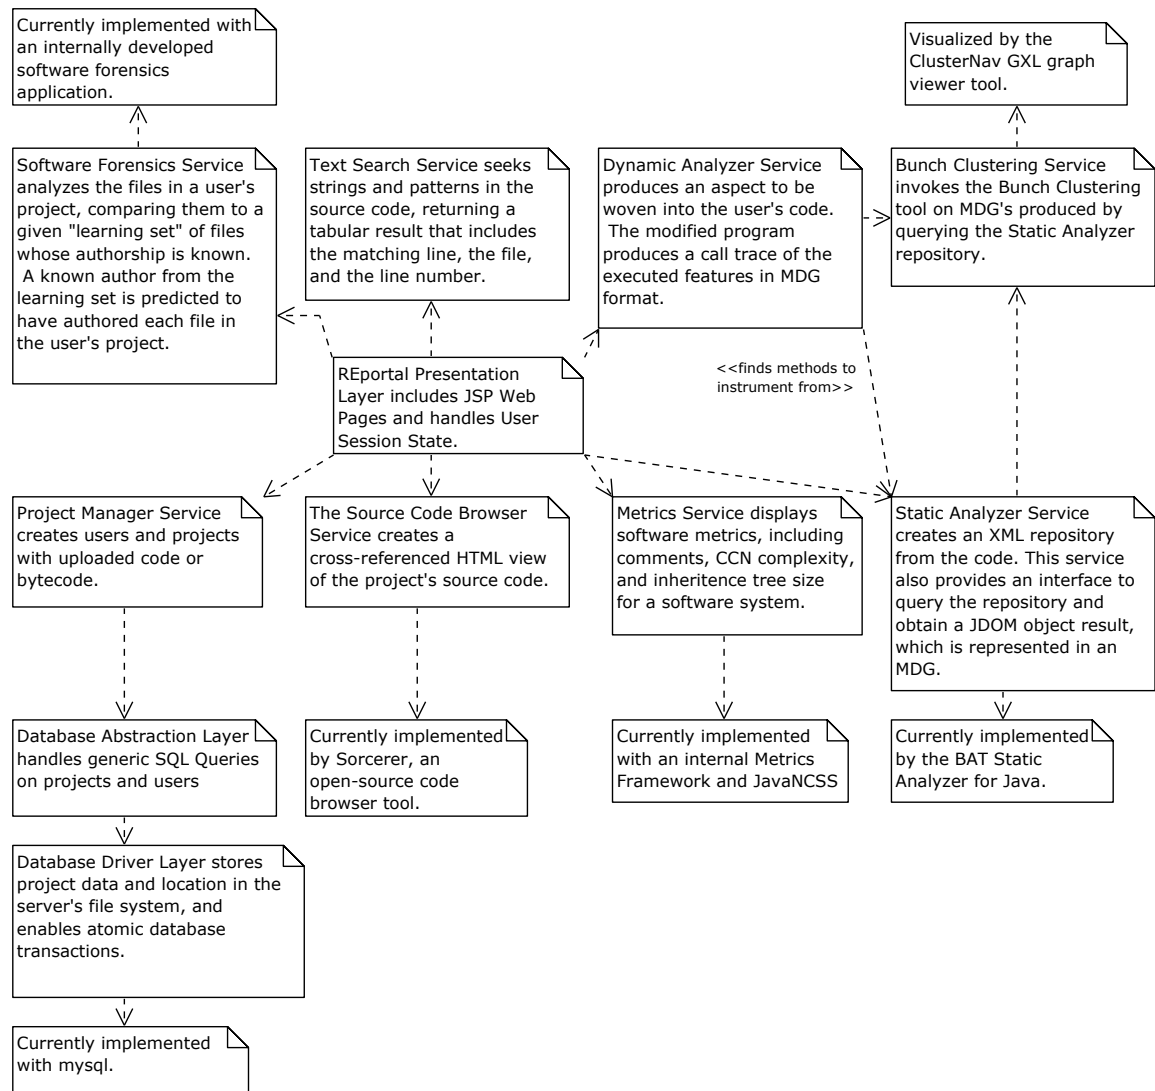 Currently implemented with
an internally developed
software forensics
application.
Visualized by the
ClusterNav GXL graph
viewer tool.
Software Forensics Service
analyzes the files in a user's
project, comparing them to a
given "learning set" of files
whose authorship is known.
A known author from the
learning set is predicted to
have authored each file in
the user's project.
Text Search Service seeks
strings and patterns in the
source code, returning a
tabular result that includes
the matching line, the file,
and the line number.
Dynamic Analyzer Service
produces an aspect to be
woven into the user's code.
The modified program
produces a call trace of the
executed features in MDG
format.
Bunch Clustering Service
invokes the Bunch Clustering
tool on MDG's produced by
querying the Static Analyzer
repository.
REportal Presentation
Layer includes JSP Web
Pages and handles User
Session State.
<<finds methods to
instrument from>>
Project Manager Service
creates users and projects
with uploaded code or
bytecode.
The Source Code Browser
Service creates a
cross-referenced HTML view
of the project's source code.
Metrics Service displays
software metrics, including
comments, CCN complexity,
and inheritence tree size
for a software system.
Static Analyzer Service
creates an XML repository
from the code. This service
also provides an interface to
query the repository and
obtain a JDOM object result,
which is represented in an
MDG.
Database Abstraction Layer
handles generic SQL Queries
on projects and users
Currently implemented
by Sorcerer, an
open-source code
browser tool.
Currently implemented
with an internal Metrics
Framework and JavaNCSS
Currently implemented
by the BAT Static
Analyzer for Java.
Database Driver Layer stores
project data and location in the
server's file system, and
enables atomic database
transactions.
Currently implemented
with mysql.